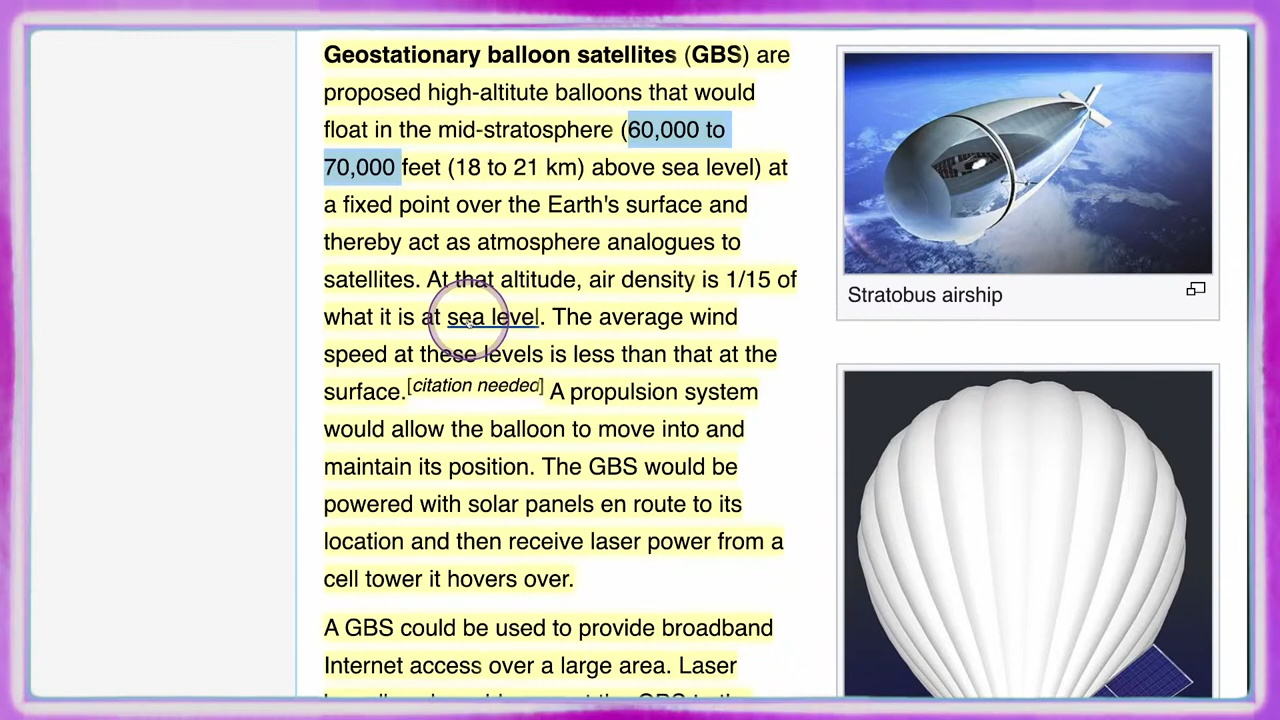 Geostationary balloon satellites (GBS) are
proposed high-altitute balloons that would
float in the mid-stratosphere (60,000 to
70,000 feet (18 to 21 km) above sea level) at
a fixed point over the Earth's surface and
thereby act as atmosphere analogues to
satellites. At that altitude, air density is 1/15 of
what it is at sea level. The average wind
speed at these levels is less than that at the
surface.[citation needed] A propulsion system
would allow the balloon to move into and
maintain its position. The GBS would be
powered with solar panels en route to its
location and then receive laser power from a
cell tower it hovers over.
A GBS could be used to provide broadband
Internet access over a large area. Laser
Stratobus airship